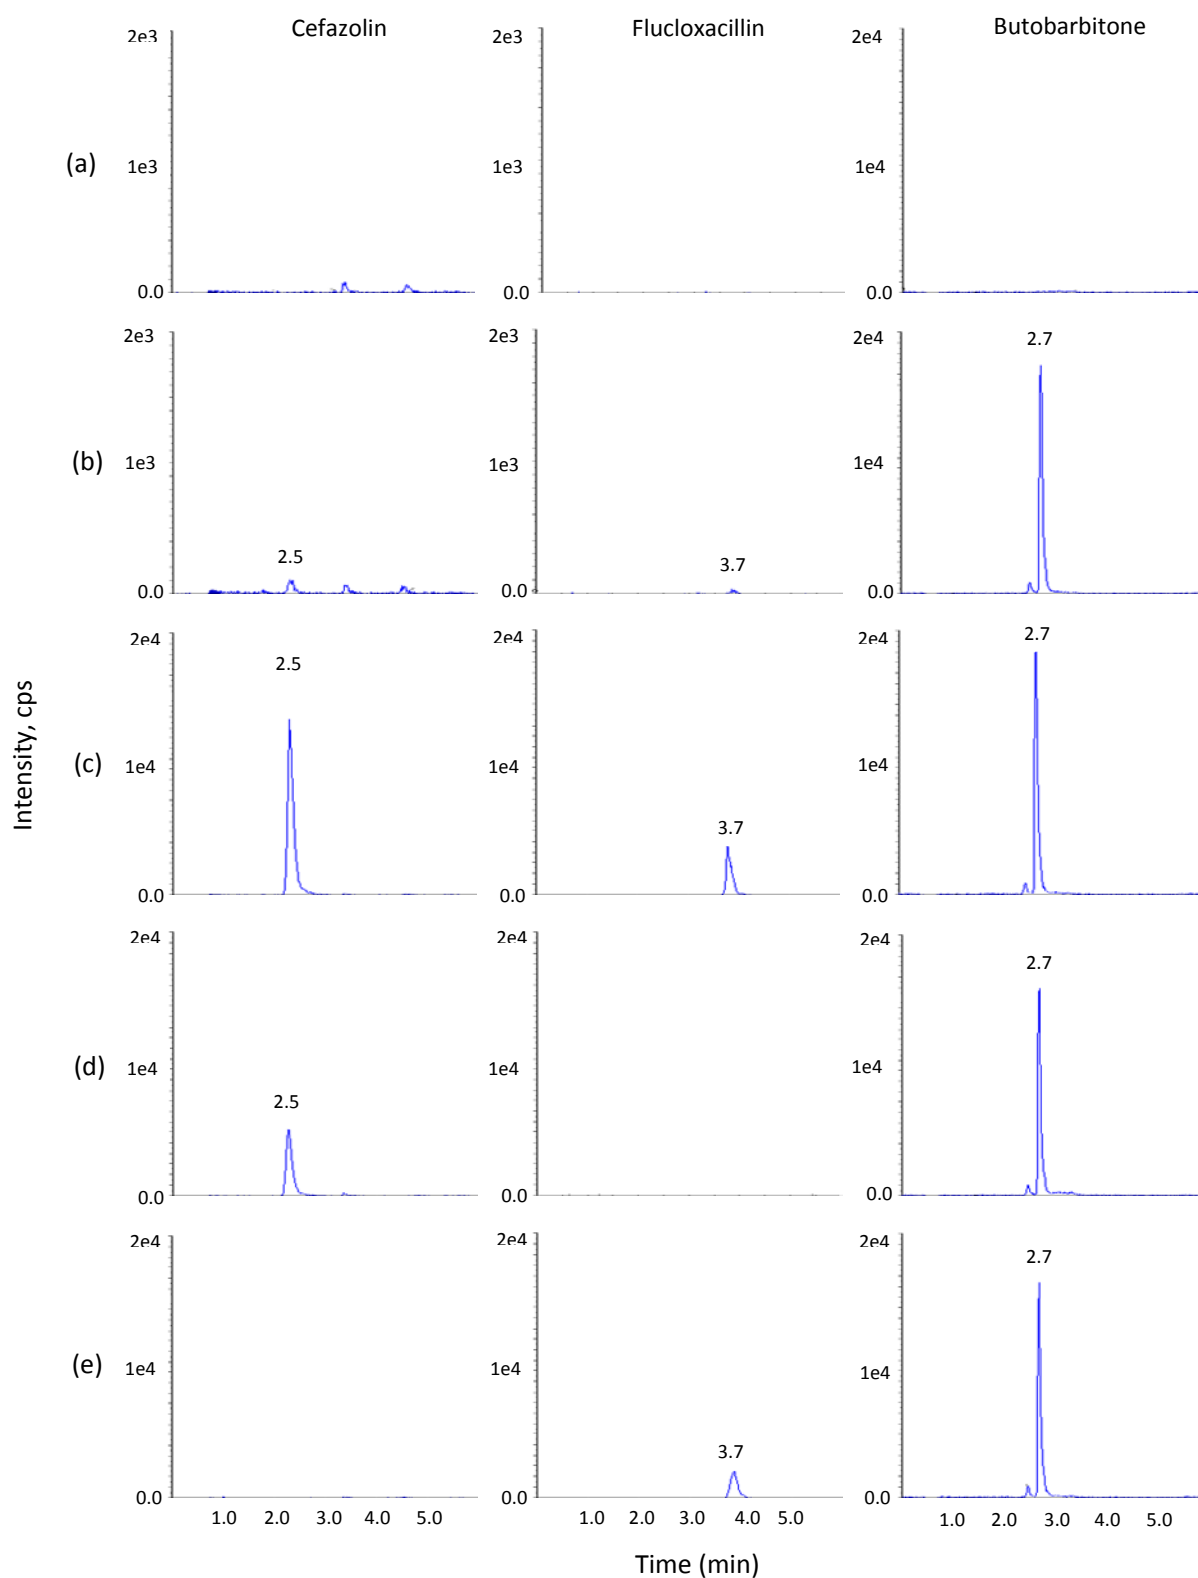 Cefazolin Flucloxacillin Butobarbitone
2e3 2e3 2e4
(a) 1e3 1e3 1e4
0.0 0.0 0.0
2e3 2e3 2e4 2.7
(b) 1e3 1e3 1e4
2.5 3.7
0.0 0.0 0.0
2e4 2e4 2e4 2.7
2.5
(c) 1e4 1e4 1e4
3.7
0.0 0.0 0.0
2e4 2e4 2e4
2.7
(d) 1e4 1e4 1e4
2.5
0.0 0.0 0.0
2e4 2e4 2e4
2.7
(e) 1e4 1e4 1e4
3.7
0.0 0.0 0.0
1.0 2.0 3.0 4.0 5.0 1.0 2.0 3.0 4.0 5.0 1.0 2.0 3.0 4.0 5.0
Time (min)
Intensity, cps